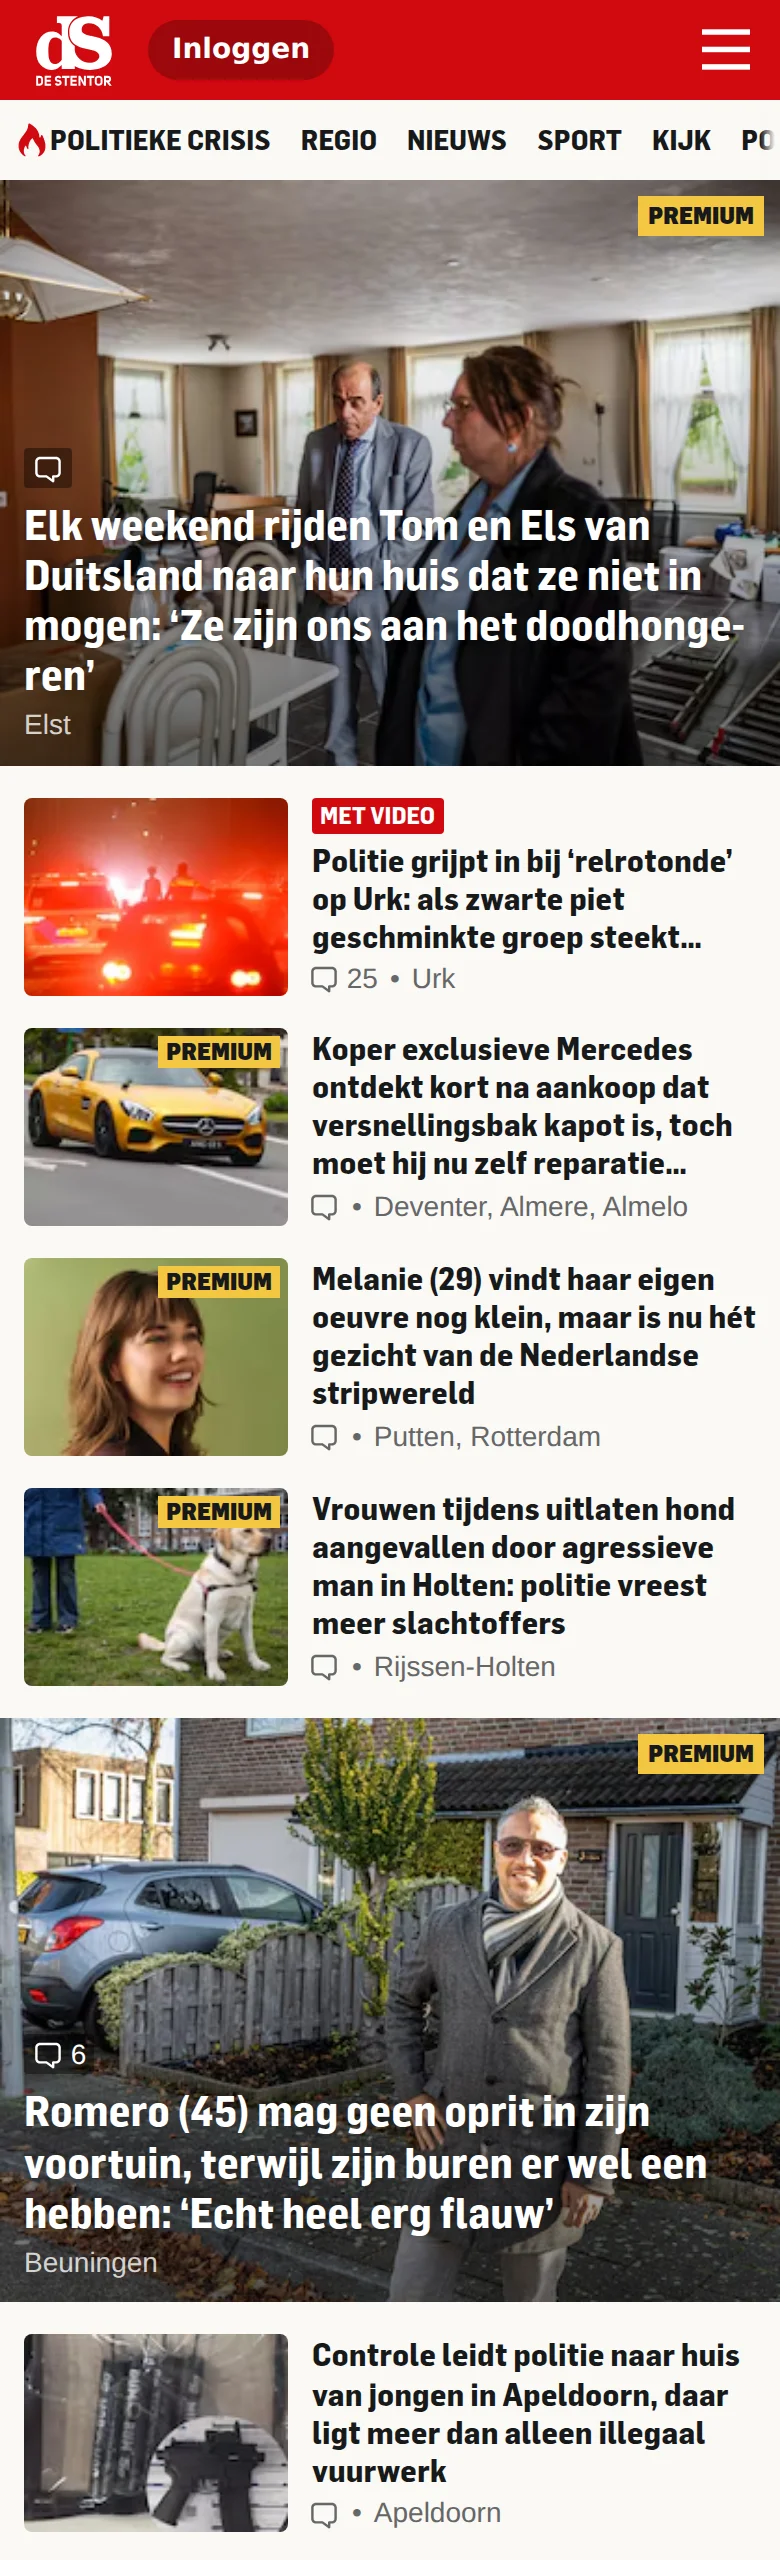 dS
DE STENTOR
Inloggen
POLITIEKE CRISIS REGIO NIEUWS SPORT KIJK PO
PREMIUM
Elk weekend rijden Tom en Els van
Duitsland naar hun huis dat ze niet in
mogen: ‘Ze zijn ons aan het doodhonge-
ren’
Elst
MET VIDEO
Politie grijpt in bij ‘relrotonde’
op Urk: als zwarte piet
geschminkte groep steekt...
25 • Urk
PREMIUM
Koper exclusieve Mercedes
ontdekt kort na aankoop dat
versnellingsbak kapot is, toch
moet hij nu zelf reparatie...
• Deventer, Almere, Almelo
PREMIUM
Melanie (29) vindt haar eigen
oeuvre nog klein, maar is nu hét
gezicht van de Nederlandse
stripwereld
• Putten, Rotterdam
PREMIUM
Vrouwen tijdens uitlaten hond
aangevallen door agressieve
man in Holten: politie vreest
meer slachtoffers
• Rijssen-Holten
PREMIUM
6
Romero (45) mag geen oprit in zijn
voortuin, terwijl zijn buren er wel een
hebben: ‘Echt heel erg flauw’
Beuningen
Controle leidt politie naar huis
van jongen in Apeldoorn, daar
ligt meer dan alleen illegaal
vuurwerk
• Apeldoorn